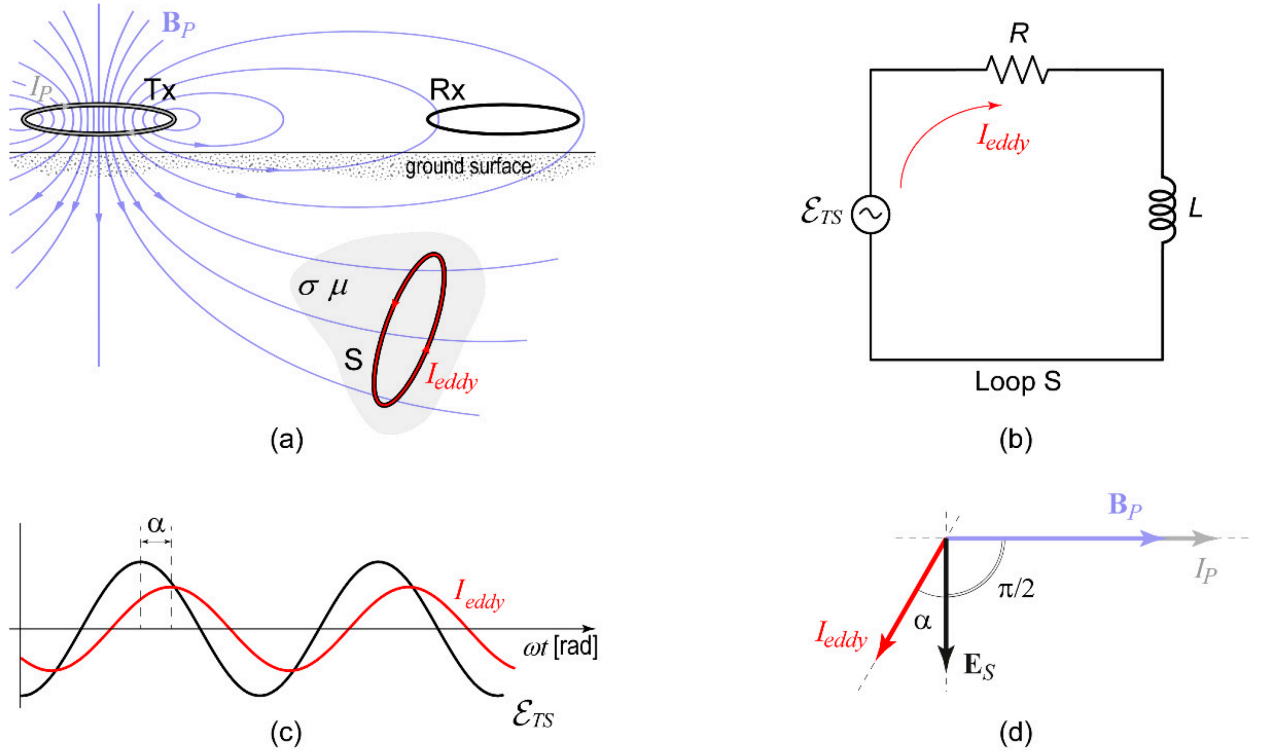 B_P
I_P
Tx
Rx
ground surface
σ μ
S
I_eddy
(a)
R
I_eddy
ℰ_TS
L
Loop S
(b)
α
I_eddy
ωt [rad]
ℰ_TS
(c)
B_P
I_P
π/2
α
I_eddy
E_S
(d)